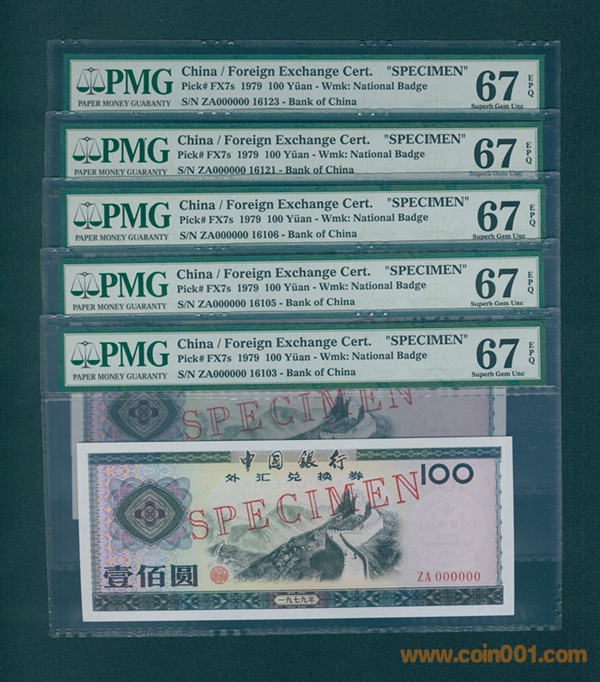 PMG
PAPER MONEY GUARANTY
China / Foreign Exchange Cert. "SPECIMEN"
Pick# FX7s 1979 100 Yüan - Wmk: National Badge
S/N ZA000000 16123 - Bank of China
67 EPQ
Superb Gem Unc
PMG
PAPER MONEY GUARANTY
China / Foreign Exchange Cert. "SPECIMEN"
Pick# FX7s 1979 100 Yüan - Wmk: National Badge
S/N ZA000000 16121 - Bank of China
67 EPQ
Superb Gem Unc
PMG
PAPER MONEY GUARANTY
China / Foreign Exchange Cert. "SPECIMEN"
Pick# FX7s 1979 100 Yüan - Wmk: National Badge
S/N ZA000000 16106 - Bank of China
67 EPQ
Superb Gem Unc
PMG
PAPER MONEY GUARANTY
China / Foreign Exchange Cert. "SPECIMEN"
Pick# FX7s 1979 100 Yüan - Wmk: National Badge
S/N ZA000000 16105 - Bank of China
67 EPQ
Superb Gem Unc
PMG
PAPER MONEY GUARANTY
China / Foreign Exchange Cert. "SPECIMEN"
Pick# FX7s 1979 100 Yüan - Wmk: National Badge
S/N ZA000000 16103 - Bank of China
67 EPQ
Superb Gem Unc
SPECIMEN
中国银行
外汇兑换券
100
SPECIMEN
ZA 000000
壹佰圆
一九七九年
www.coin001.com